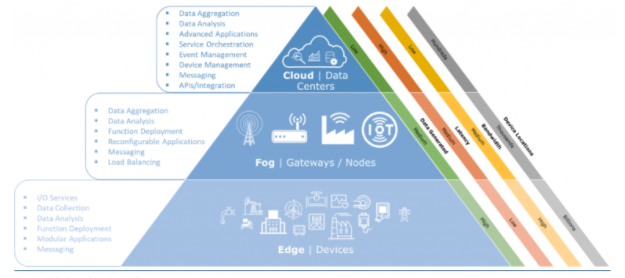 Data Aggregation
Data Analysis
Advanced Applications
Service Orchestration
Event Management
Device Management
Messaging
APIs/integration
Cloud | Data
Centers
Low
High
Low
Hundreds
Data Aggregation
Data Analysis
Function Deployment
Reconfigurable Applications
Messaging
Load Balancing
IOT
Fog | Gateways / Nodes
Data Generated
Medium
Latency
Medium
Bandwidth
Medium
Device Locations
Thousands
I/O Services
Data Collection
Data Analysis
Function Deployment
Modular Applications
Messaging
Edge | Devices
High
Low
High
Billions